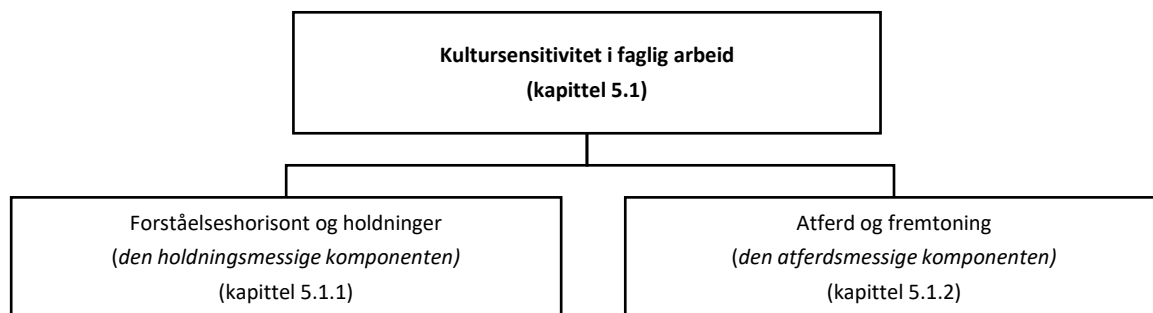 Kultursensitivitet i faglig arbeid
(kapittel 5.1)
Forståelseshorisont og holdninger
(den holdningsmessige komponenten)
(kapittel 5.1.1)
Atferd og fremtoning
(den atferdsmessige komponenten)
(kapittel 5.1.2)